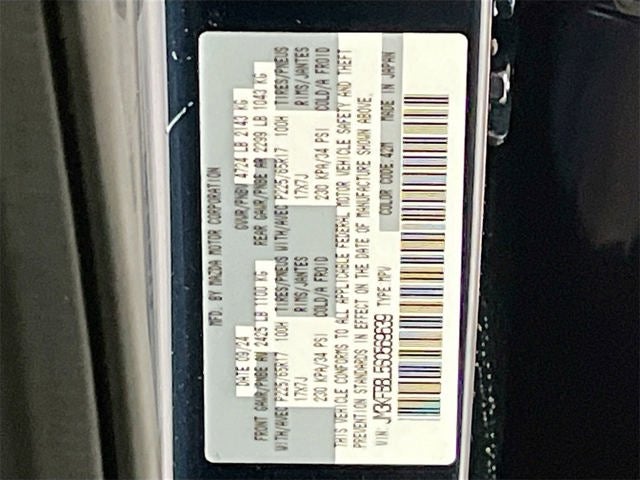 MFD. BY MAZDA MOTOR CORPORATION
DATE 09/24 GVWR/PNBV 4724 LB 2143 KG
FRONT GAWR/PNBE AV 2425 LB 1100 KG REAR GAWR/PNBE AR 2299 LB 1043 KG
WITH/AVEC P225/65R17 100H TIRES/PNEUS WITH/AVEC P225/65R17 100H TIRES/PNEUS
17X7J RIMS/JANTES 17X7J RIMS/JANTES
230 KPA/34 PSI COLD/A FROID 230 KPA/34 PSI COLD/A FROID
THIS VEHICLE CONFORMS TO ALL APPLICABLE FEDERAL MOTOR VEHICLE SAFETY AND THEFT
PREVENTION STANDARDS IN EFFECT ON THE DATE OF MANUFACTURE SHOWN ABOVE.
VIN: TYPE MPV COLOR CODE 42M MADE IN JAPAN